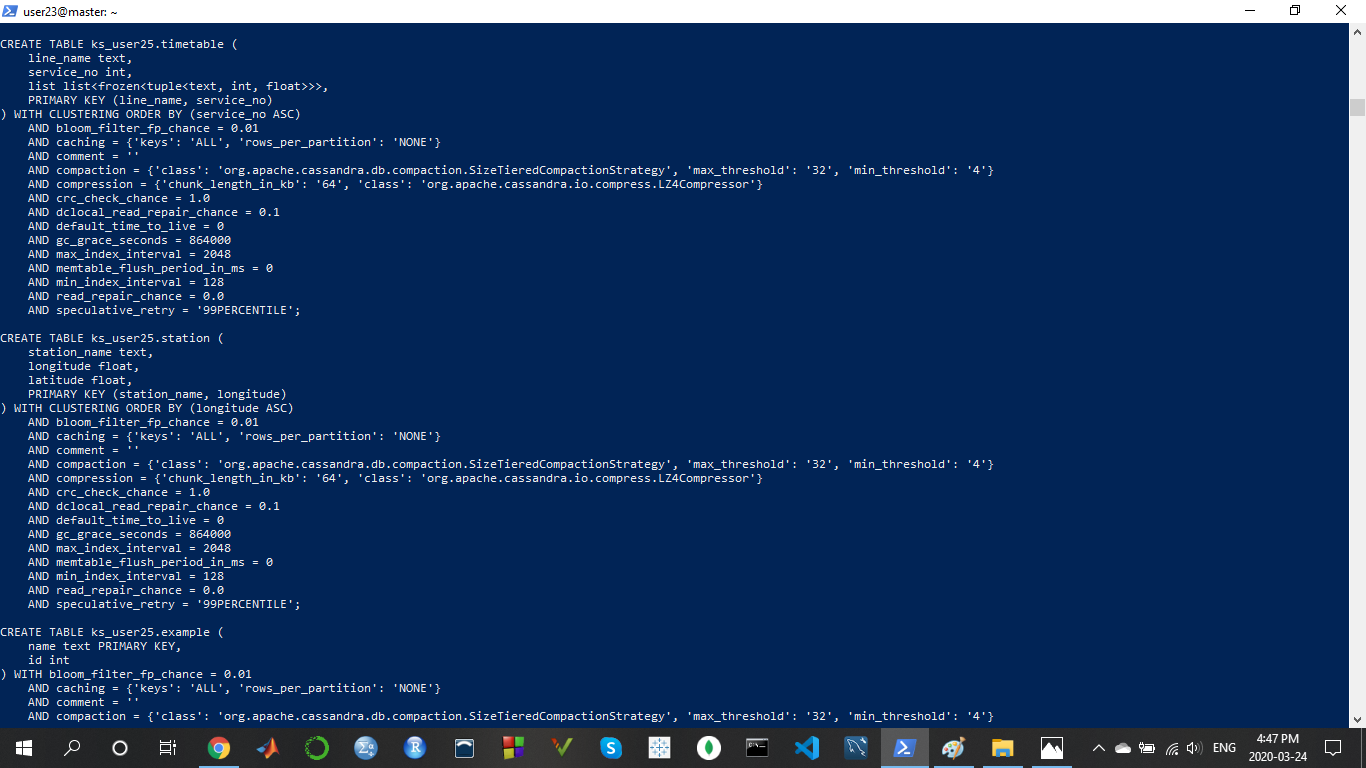 user23@master: ~
CREATE TABLE ks_user25.timetable (
    line_name text,
    service_no int,
    list list<frozen<tuple<text, int, float>>>,
    PRIMARY KEY (line_name, service_no)
) WITH CLUSTERING ORDER BY (service_no ASC)
    AND bloom_filter_fp_chance = 0.01
    AND caching = {'keys': 'ALL', 'rows_per_partition': 'NONE'}
    AND comment = ''
    AND compaction = {'class': 'org.apache.cassandra.db.compaction.SizeTieredCompactionStrategy', 'max_threshold': '32', 'min_threshold': '4'}
    AND compression = {'chunk_length_in_kb': '64', 'class': 'org.apache.cassandra.io.compress.LZ4Compressor'}
    AND crc_check_chance = 1.0
    AND dclocal_read_repair_chance = 0.1
    AND default_time_to_live = 0
    AND gc_grace_seconds = 864000
    AND max_index_interval = 2048
    AND memtable_flush_period_in_ms = 0
    AND min_index_interval = 128
    AND read_repair_chance = 0.0
    AND speculative_retry = '99PERCENTILE';
CREATE TABLE ks_user25.station (
    station_name text,
    longitude float,
    latitude float,
    PRIMARY KEY (station_name, longitude)
) WITH CLUSTERING ORDER BY (longitude ASC)
    AND bloom_filter_fp_chance = 0.01
    AND caching = {'keys': 'ALL', 'rows_per_partition': 'NONE'}
    AND comment = ''
    AND compaction = {'class': 'org.apache.cassandra.db.compaction.SizeTieredCompactionStrategy', 'max_threshold': '32', 'min_threshold': '4'}
    AND compression = {'chunk_length_in_kb': '64', 'class': 'org.apache.cassandra.io.compress.LZ4Compressor'}
    AND crc_check_chance = 1.0
    AND dclocal_read_repair_chance = 0.1
    AND default_time_to_live = 0
    AND gc_grace_seconds = 864000
    AND max_index_interval = 2048
    AND memtable_flush_period_in_ms = 0
    AND min_index_interval = 128
    AND read_repair_chance = 0.0
    AND speculative_retry = '99PERCENTILE';
CREATE TABLE ks_user25.example (
    name text PRIMARY KEY,
    id int
) WITH bloom_filter_fp_chance = 0.01
    AND caching = {'keys': 'ALL', 'rows_per_partition': 'NONE'}
    AND comment = ''
    AND compaction = {'class': 'org.apache.cassandra.db.compaction.SizeTieredCompactionStrategy', 'max_threshold': '32', 'min_threshold': '4'}
ENG
4:47 PM
2020-03-24